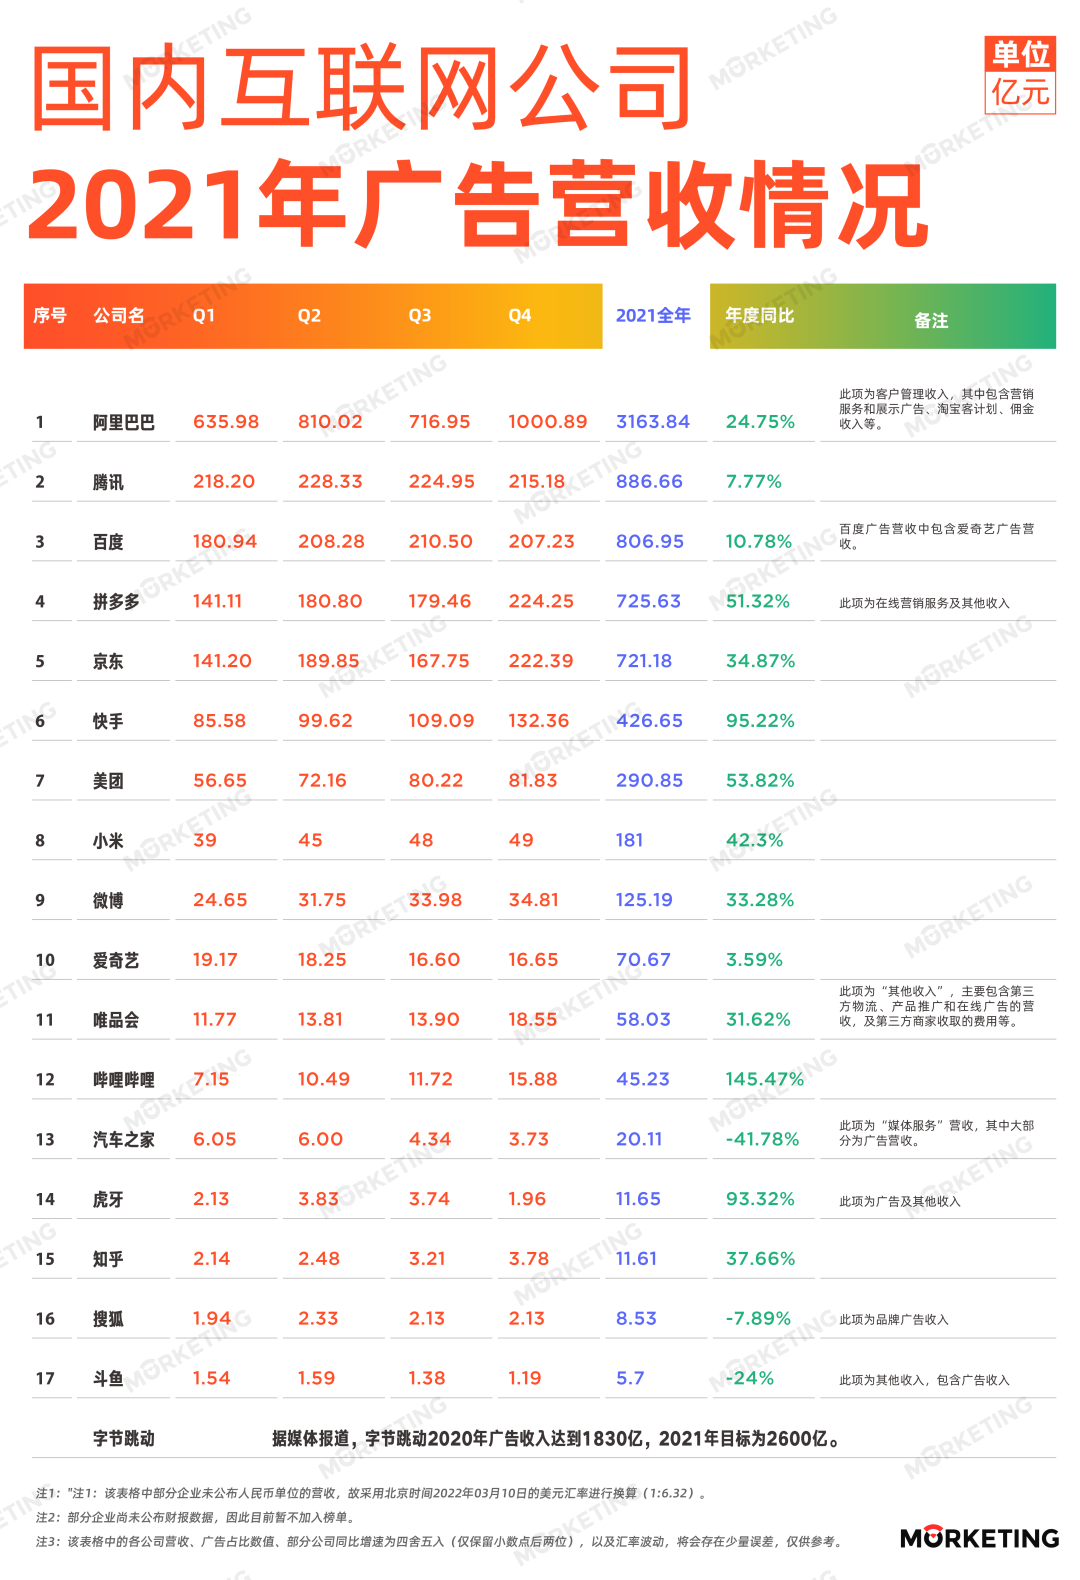 国内互联网公司
单位
亿元
2021年广告营收情况
序号 公司名 Q1 Q2 Q3 Q4 2021全年 年度同比 备注
1 阿里巴巴 635.98 810.02 716.95 1000.89 3163.84 24.75% 此项为客户管理收入，其中包含营销
服务和展示广告、淘宝客计划、佣金
收入等。
2 腾讯 218.20 228.33 224.95 215.18 886.66 7.77%
3 百度 180.94 208.28 210.50 207.23 806.95 10.78% 百度广告营收中包含爱奇艺广告营
收。
4 拼多多 141.11 180.80 179.46 224.25 725.63 51.32% 此项为在线营销服务及其他收入
5 京东 141.20 189.85 167.75 222.39 721.18 34.87%
6 快手 85.58 99.62 109.09 132.36 426.65 95.22%
7 美团 56.65 72.16 80.22 81.83 290.85 53.82%
8 小米 39 45 48 49 181 42.3%
9 微博 24.65 31.75 33.98 34.81 125.19 33.28%
10 爱奇艺 19.17 18.25 16.60 16.65 70.67 3.59%
11 唯品会 11.77 13.81 13.90 18.55 58.03 31.62% 此项为“其他收入”，主要包含第三
方物流、产品推广和在线广告的营
收，及第三方商家收取的费用等。
12 哔哩哔哩 7.15 10.49 11.72 15.88 45.23 145.47%
13 汽车之家 6.05 6.00 4.34 3.73 20.11 -41.78% 此项为“媒体服务”营收，其中大部
分为广告营收。
14 虎牙 2.13 3.83 3.74 1.96 11.65 93.32% 此项为广告及其他收入
15 知乎 2.14 2.48 3.21 3.78 11.61 37.66%
16 搜狐 1.94 2.33 2.13 2.13 8.53 -7.89% 此项为品牌广告收入
17 斗鱼 1.54 1.59 1.38 1.19 5.7 -24% 此项为其他收入，包含广告收入
字节跳动 据媒体报道，字节跳动2020年广告收入达到1830亿，2021年目标为2600亿。
注1："注1：该表格中部分企业未公布人民币单位的营收，故采用北京时间2022年03月10日的美元汇率进行换算（1:6.32）。
注2：部分企业尚未公布财报数据，因此目前暂不加入榜单。
注3：该表格中的各公司营收、广告占比数值、部分公司同比增速为四舍五入（仅保留小数点后两位），以及汇率波动，将会存在少量误差，仅供参考。
MORKETING